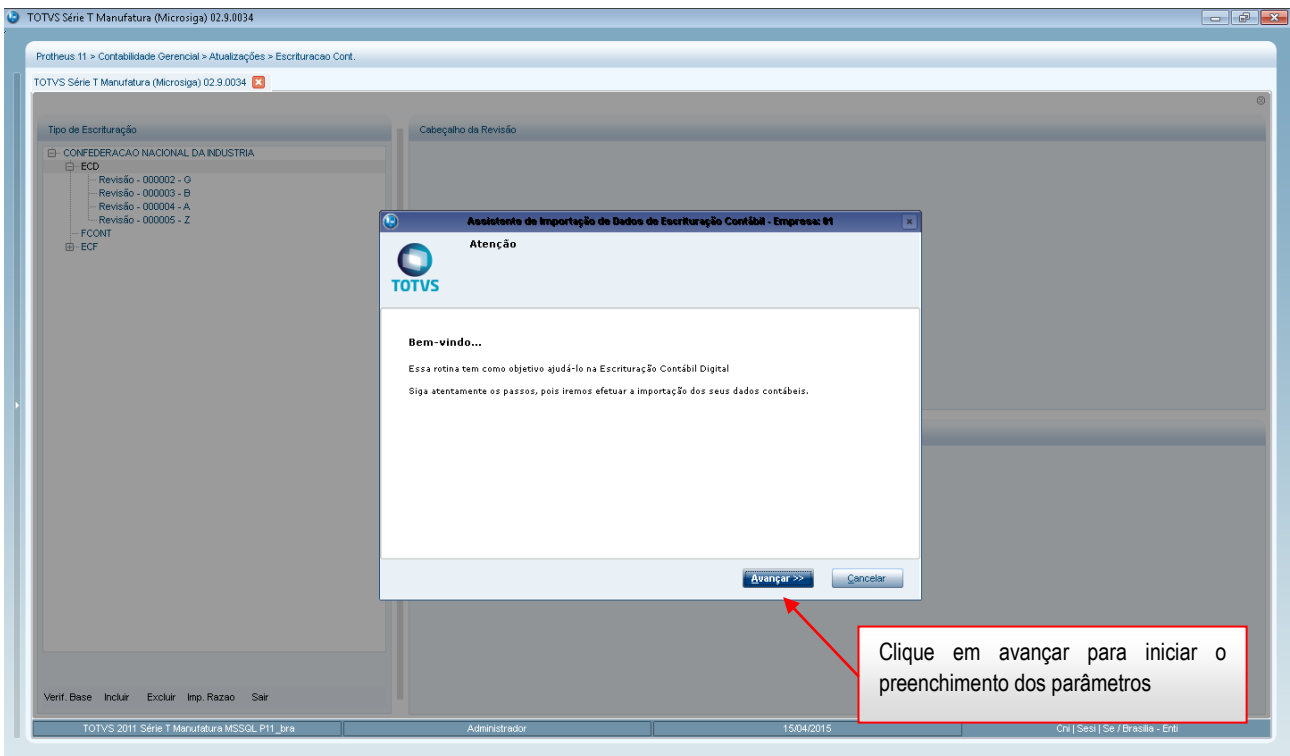 TOTVS Série T Manufatura (Microsiga) 02.9.0034
Protheus 11 > Contabilidade Gerencial > Atualizações > Escrituracao Cont.
TOTVS Série T Manufatura (Microsiga) 02.9.0034
Tipo de Escrituração
Cabeçalho da Revisão
CONFEDERACAO NACIONAL DA INDUSTRIA
ECD
Revisão - 000002 - G
Revisão - 000003 - B
Revisão - 000004 - A
Revisão - 000005 - Z
FCONT
ECF
Assistente de Importação de Dados de Escrituração Contábil - Empresa: 01
Atenção
TOTVS
Bem-vindo...
Essa rotina tem como objetivo ajudá-lo na Escrituração Contábil Digital
Siga atentamente os passos, pois iremos efetuar a importação dos seus dados contábeis.
Avançar >> Cancelar
Clique em avançar para iniciar o
preenchimento dos parâmetros
Verif. Base Incluir Excluir Imp. Razao Sair
TOTVS 2011 Série T Manufatura MSSQL P11_bra Administrador 15/04/2015 Cni | Sesi | Se / Brasilia - Enti